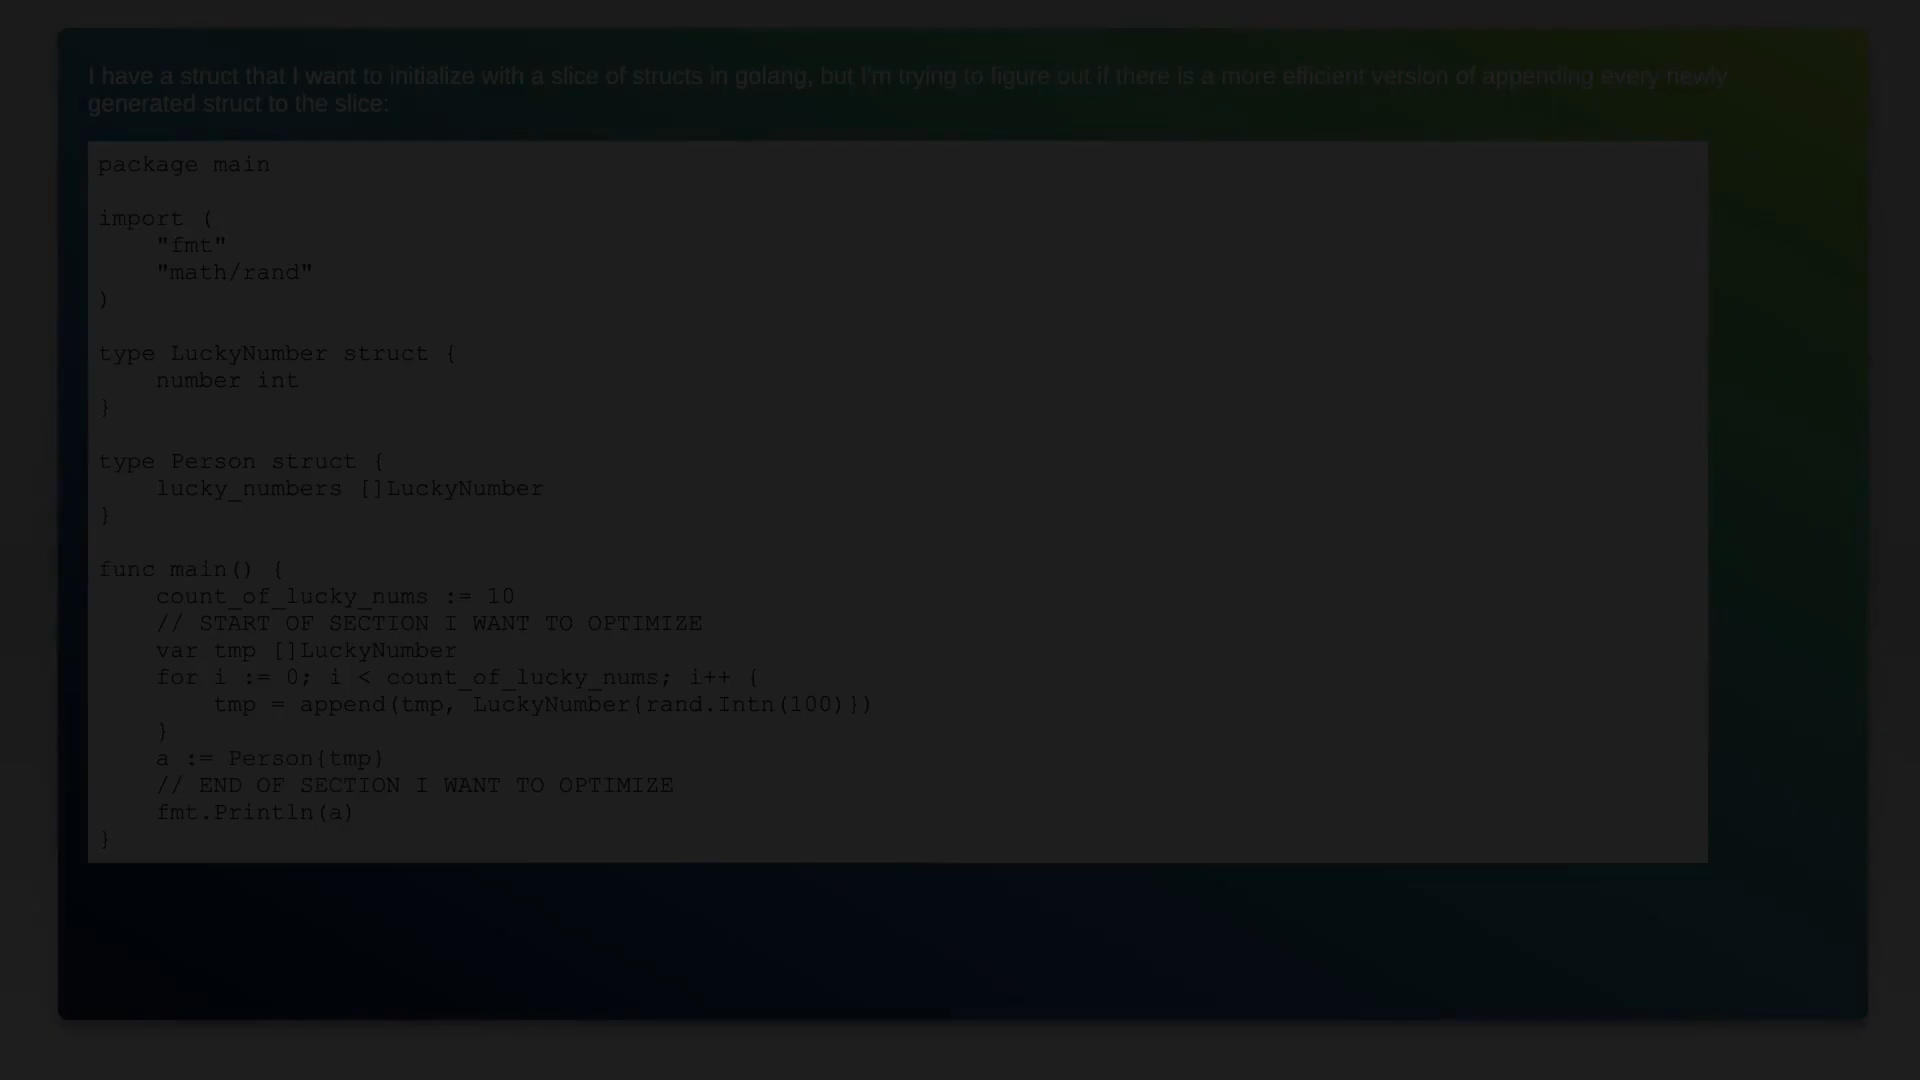 I have a struct that I want to initialize with a slice of structs in golang, but I'm trying to figure out if there is a more efficient version of appending every newly
generated struct to the slice:
package main
import (
    "fmt"
    "math/rand"
)
type LuckyNumber struct {
    number int
}
type Person struct {
    lucky_numbers []LuckyNumber
}
func main() {
    count_of_lucky_nums := 10
    // START OF SECTION I WANT TO OPTIMIZE
    var tmp []LuckyNumber
    for i := 0; i < count_of_lucky_nums; i++ {
        tmp = append(tmp, LuckyNumber{rand.Intn(100)})
    }
    a := Person{tmp}
    // END OF SECTION I WANT TO OPTIMIZE
    fmt.Println(a)
}